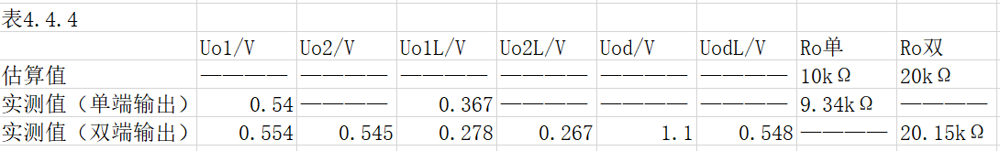 表4.4.4
Uo1/V Uo2/V Uo1L/V Uo2L/V Uod/V UodL/V Ro单 Ro双
估算值 ———— ———— ———— ———— ———— ———— 10kΩ 20kΩ
实测值（单端输出） 0.54 ———— 0.367 ———— ———— ———— 9.34kΩ ————
实测值（双端输出） 0.554 0.545 0.278 0.267 1.1 0.548 ———— 20.15kΩ